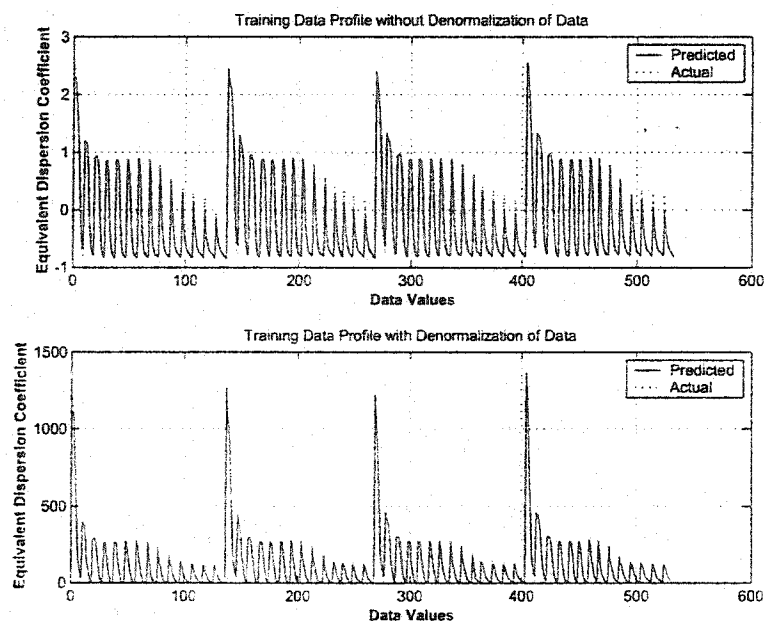 Training Data Profile without Denormalization of Data
Equivalent Dispersion Coefficient
3
2
1
0
-1
Predicted
Actual
0 100 200 300 400 500 600
Data Values
Training Data Profile with Denormalization of Data
Equivalent Dispersion Coefficient
1500
1000
500
0
Predicted
Actual
0 100 200 300 400 500 600
Data Values